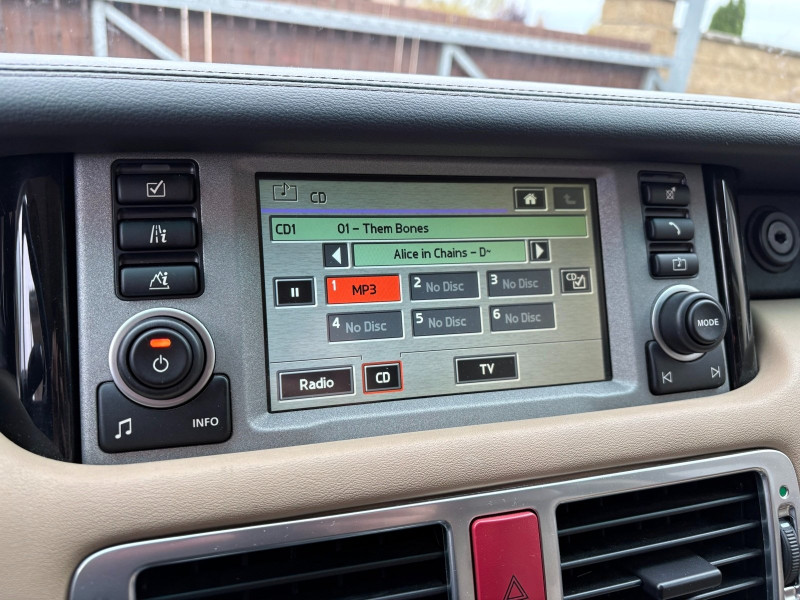 CD
CD1 01 – Them Bones
Alice in Chains – D~
1 MP3 2 No Disc 3 No Disc CD
4 No Disc 5 No Disc 6 No Disc
Radio CD TV
INFO
MODE